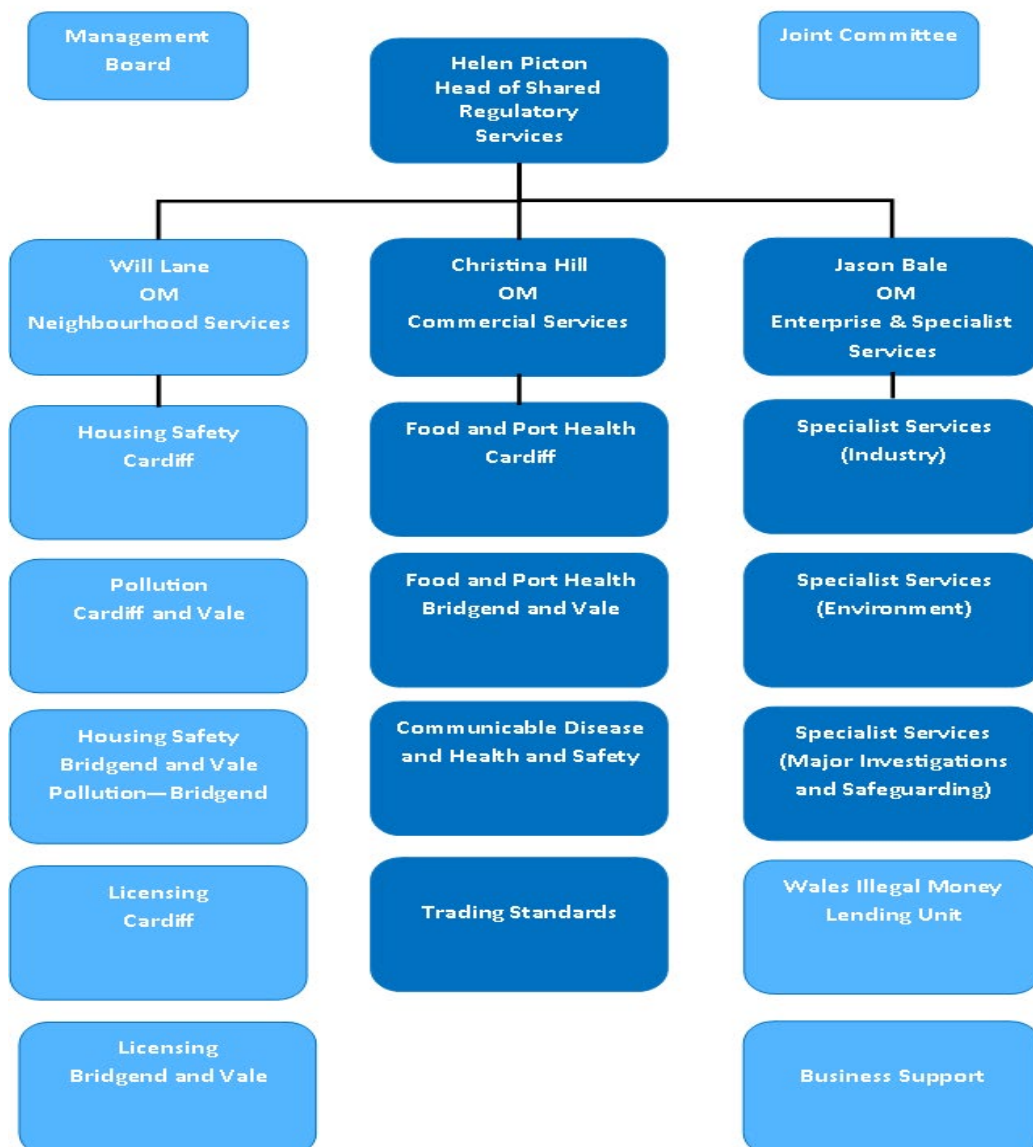 Management
Board
Joint Committee
Helen Picton
Head of Shared
Regulatory
Services
Will Lane
OM
Neighbourhood Services
Christina Hill
OM
Commercial Services
Jason Bale
OM
Enterprise & Specialist
Services
Housing Safety
Cardiff
Food and Port Health
Cardiff
Specialist Services
(Industry)
Pollution
Cardiff and Vale
Food and Port Health
Bridgend and Vale
Specialist Services
(Environment)
Housing Safety
Bridgend and Vale
Pollution—Bridgend
Communicable Disease
and Health and Safety
Specialist Services
(Major Investigations
and Safeguarding)
Licensing
Cardiff
Trading Standards
Wales Illegal Money
Lending Unit
Licensing
Bridgend and Vale
Business Support